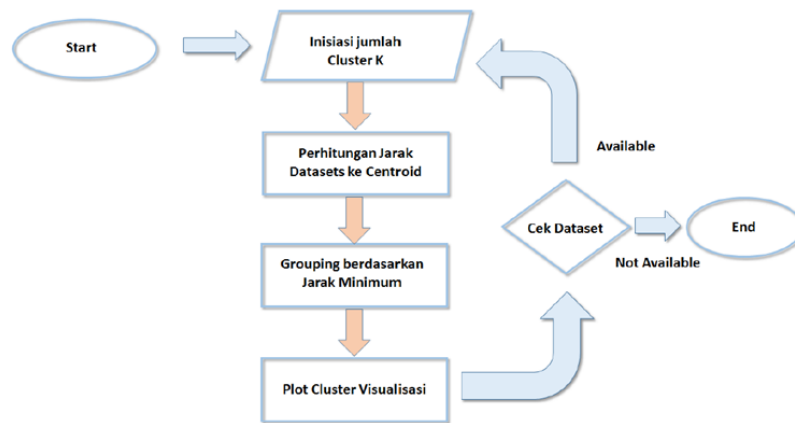 Start
Inisiasi jumlah
Cluster K
Perhitungan Jarak
Datasets ke Centroid
Grouping berdasarkan
Jarak Minimum
Plot Cluster Visualisasi
Cek Dataset
Available
Not Available
End